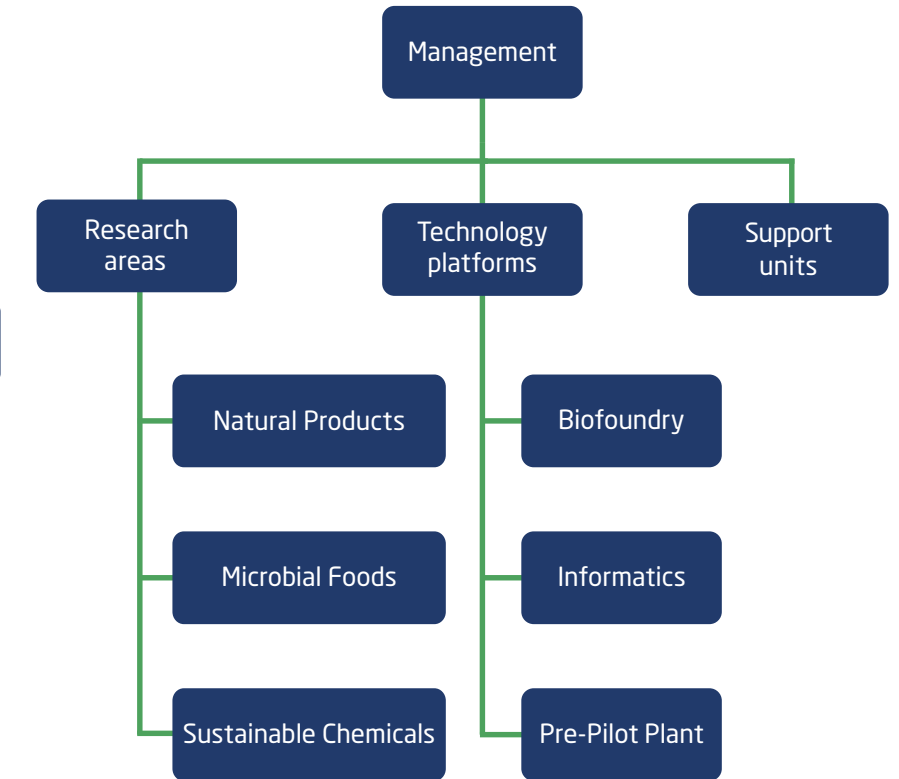 Management
Research
areas
Technology
platforms
Support
units
Natural Products
Biofoundry
Microbial Foods
Informatics
Sustainable Chemicals
Pre-Pilot Plant